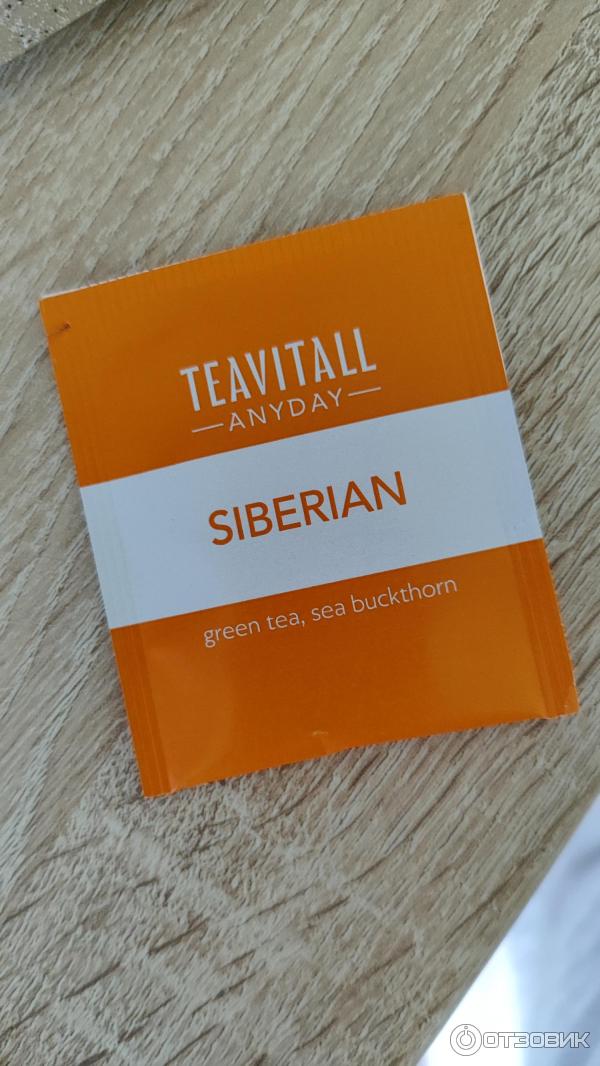 TEAVITALL
ANYDAY
SIBERIAN
green tea, sea buckthorn
ОТЗОВИК